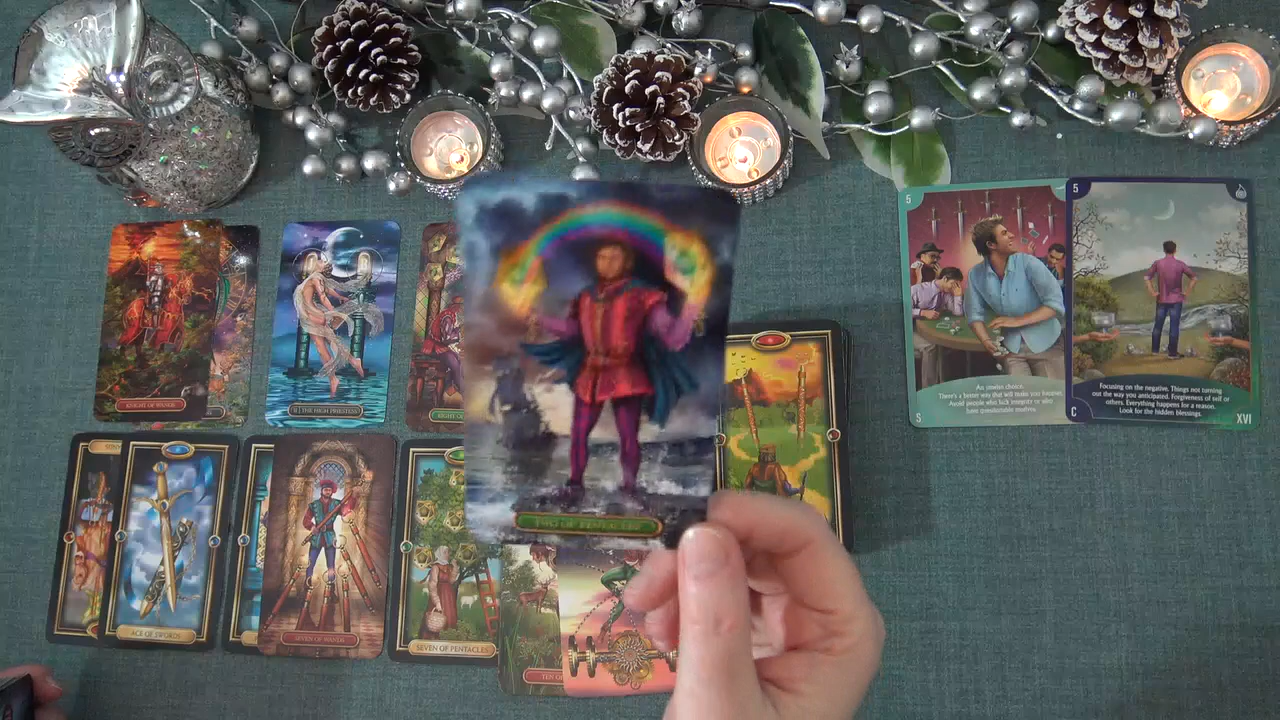 5
An unwise choice.
There's a better way that will make you happier.
Avoid people who lack integrity or who
have questionable motives.
S
5
Focusing on the negative. Things not turning
out the way you anticipated. Forgiveness of self or
others. Everything happens for a reason.
Look for the hidden blessings.
C
XVI
KNIGHT OF WANDS
II THE HIGH PRIESTESS
EIGHT O
TWO OF PENTACLES
ACE OF SWORDS
SEVEN OF WANDS
SEVEN OF PENTACLES
TEN OF